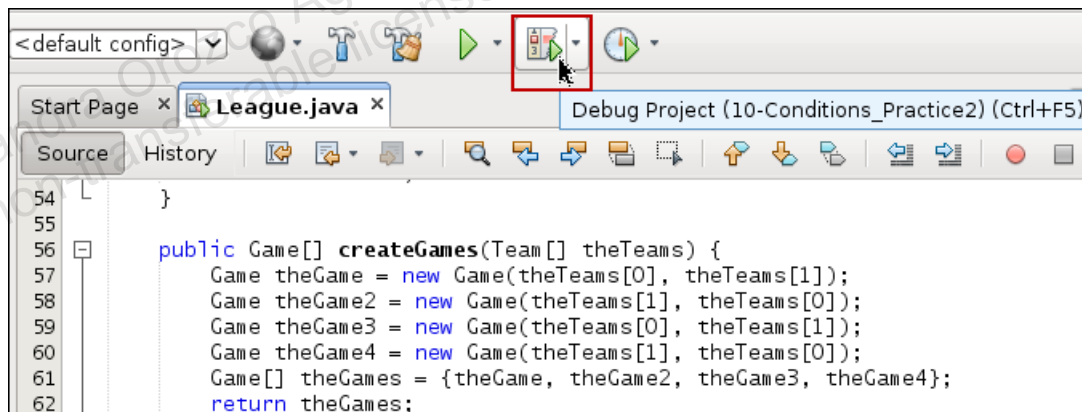 <default config>
Start Page × League.java ×
Debug Project (10-Conditions_Practice2) (Ctrl+F5)
Source History
54 }
55
56 public Game[] createGames(Team[] theTeams) {
57 Game theGame = new Game(theTeams[0], theTeams[1]);
58 Game theGame2 = new Game(theTeams[1], theTeams[0]);
59 Game theGame3 = new Game(theTeams[0], theTeams[1]);
60 Game theGame4 = new Game(theTeams[1], theTeams[0]);
61 Game[] theGames = {theGame, theGame2, theGame3, theGame4};
62 return theGames;